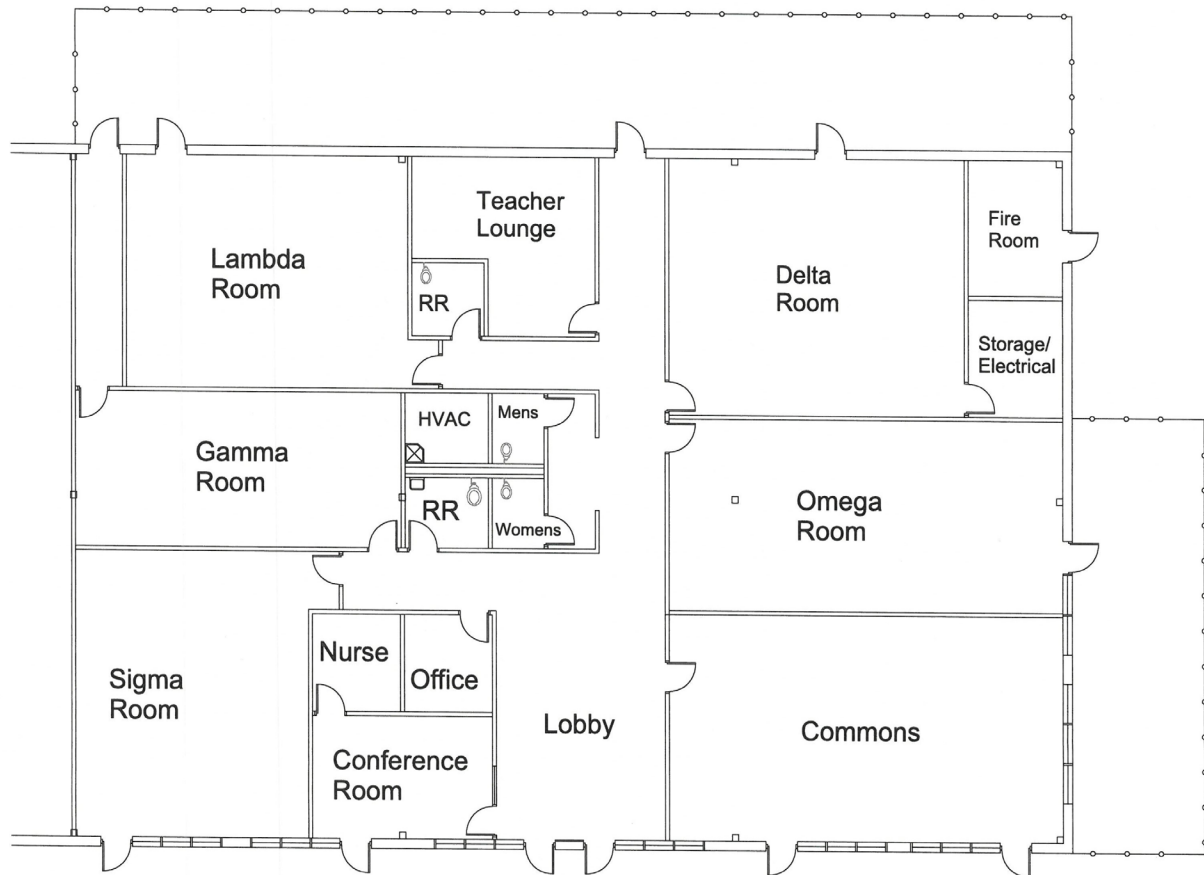 Teacher
Lounge
Lambda
Room
RR
Delta
Room
Fire
Room
Storage/
Electrical
HVAC
Mens
Gamma
Room
RR
Womens
Omega
Room
Nurse
Office
Sigma
Room
Lobby
Commons
Conference
Room